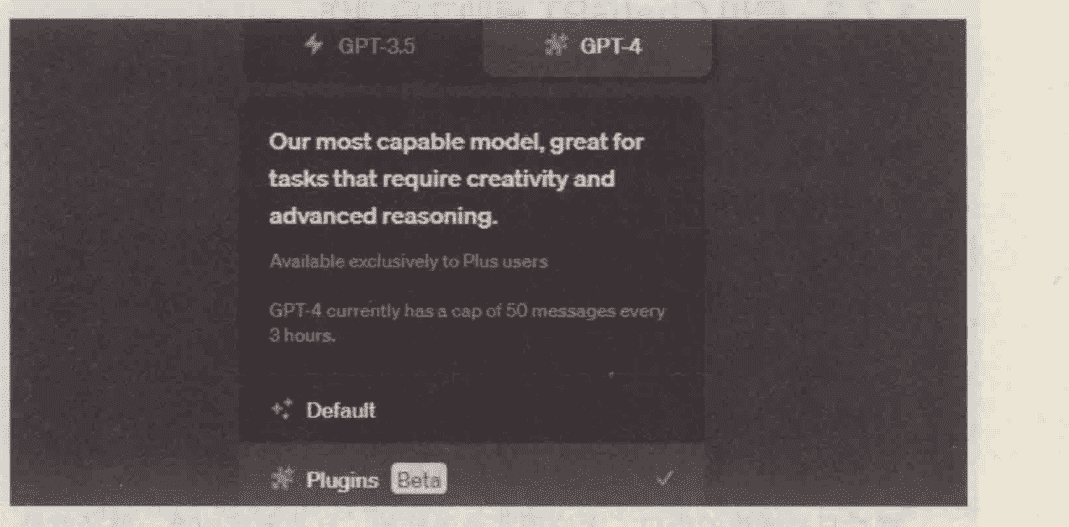 GPT-3.5
GPT-4
Our most capable model, great for
tasks that require creativity and
advanced reasoning.
Available exclusively to Plus users
GPT-4 currently has a cap of 50 messages every
3 hours.
Default
Plugins Beta